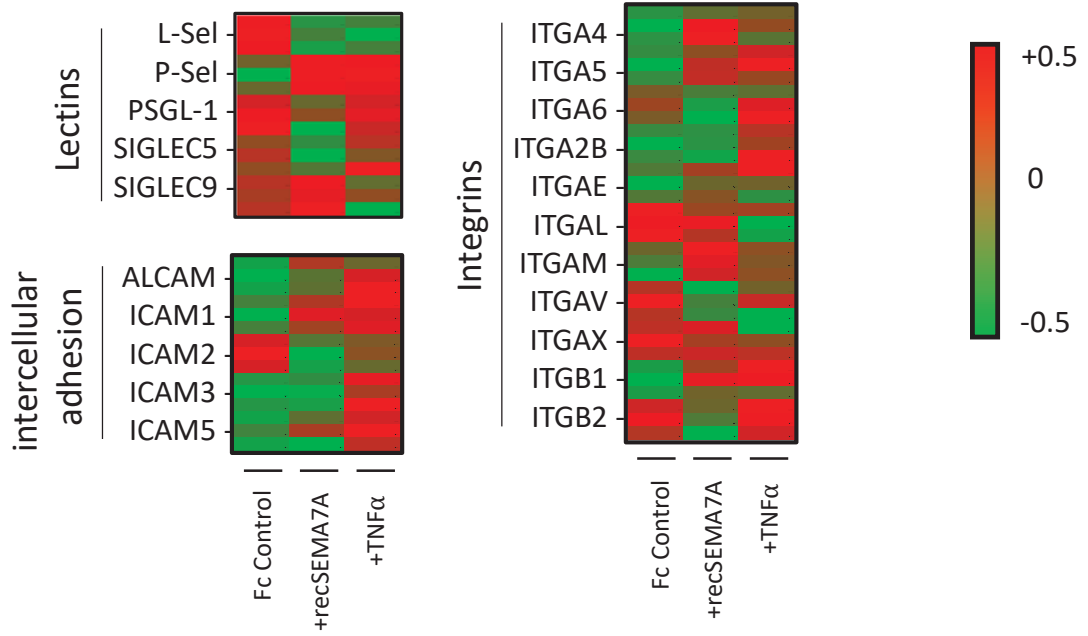 Lectins
L-Sel
P-Sel
PSGL-1
SIGLEC5
SIGLEC9
intercellular
adhesion
ALCAM
ICAM1
ICAM2
ICAM3
ICAM5
Fc Control
+recSEMA7A
+TNFα
Integrins
ITGA4
ITGA5
ITGA6
ITGA2B
ITGAE
ITGAL
ITGAM
ITGAV
ITGAX
ITGB1
ITGB2
Fc Control
+recSEMA7A
+TNFα
+0.5
0
-0.5